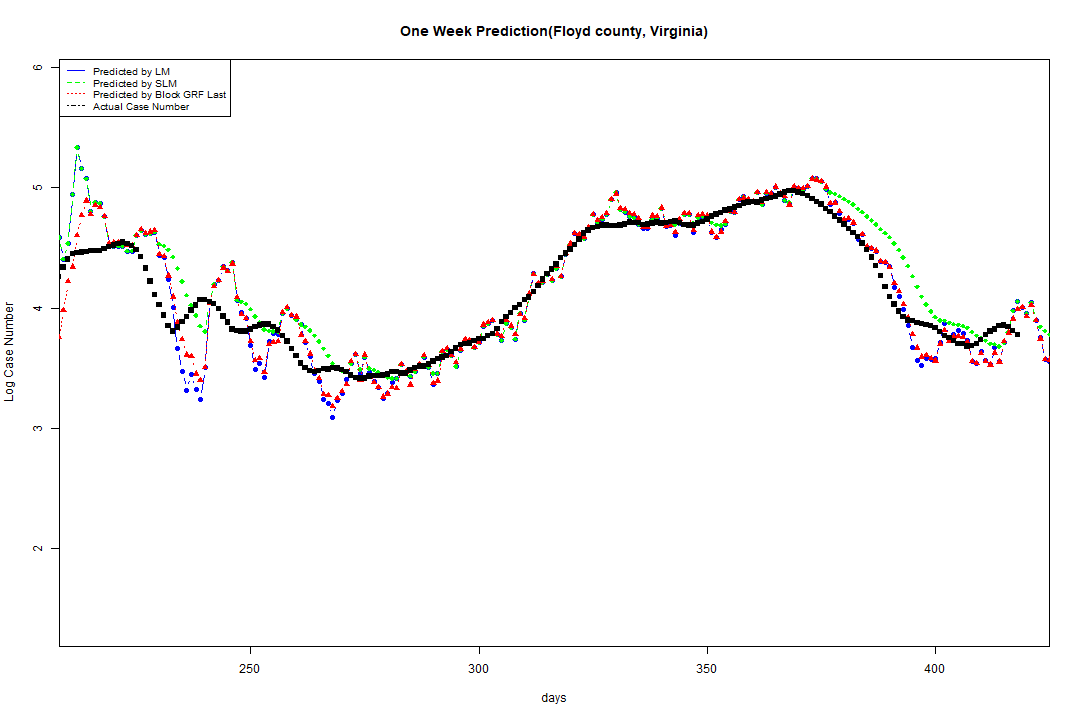 One Week Prediction(Floyd county, Virginia)
Predicted by LM
Predicted by SLM
Predicted by Block GRF Last
Actual Case Number
6
5
4
3
2
Log Case Number
250
300
350
400
days